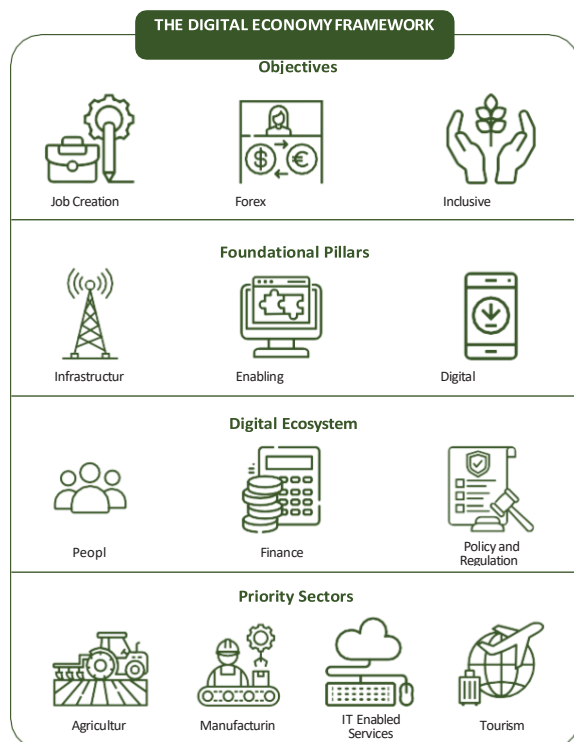 THE DIGITAL ECONOMY FRAMEWORK
Objectives
Job Creation
Forex
Inclusive
Foundational Pillars
Infrastructur
Enabling
Digital
Digital Ecosystem
Peopl
Finance
Policy and
Regulation
Priority Sectors
Agricultur
Manufacturin
IT Enabled
Services
Tourism